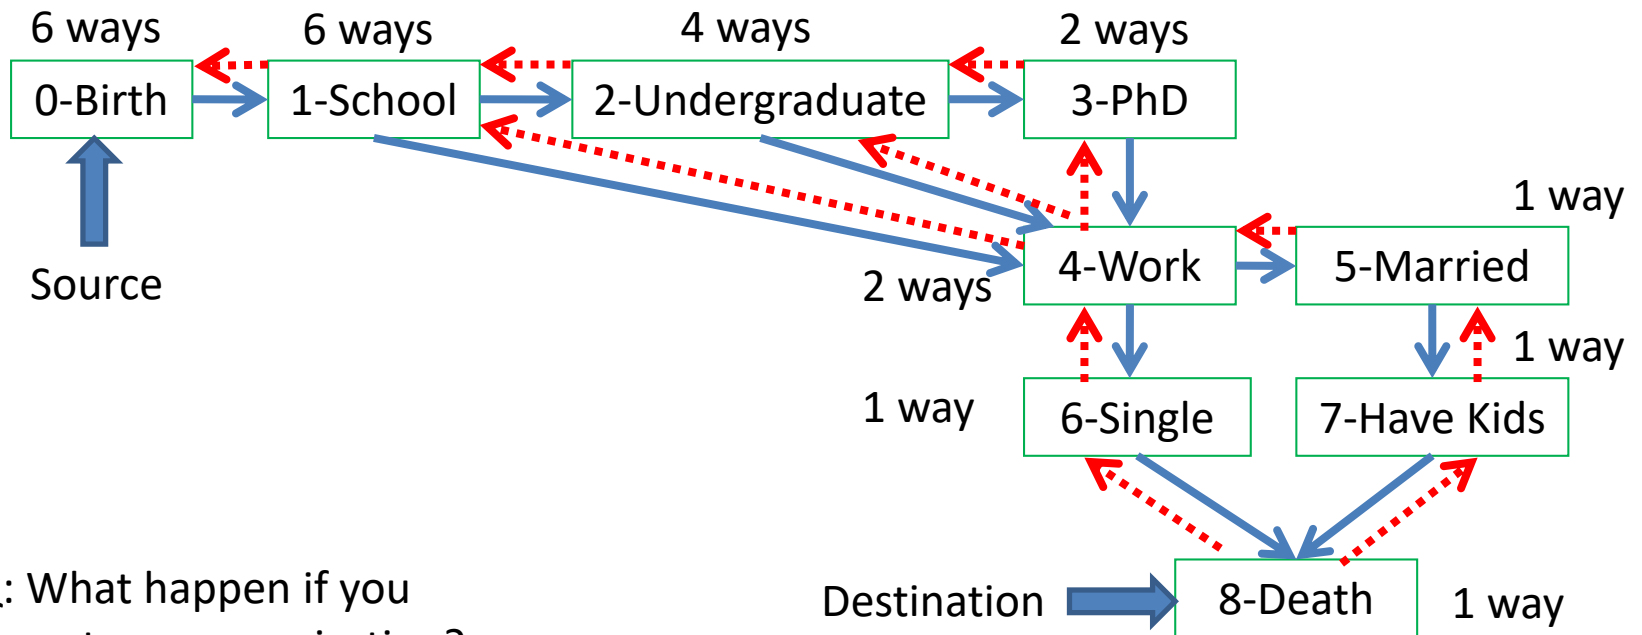 6 ways
6 ways
4 ways
2 ways
0-Birth
1-School
2-Undergraduate
3-PhD
1 way
Source
2 ways
4-Work
5-Married
1 way
1 way
6-Single
7-Have Kids
: What happen if you
Destination
8-Death
1 way